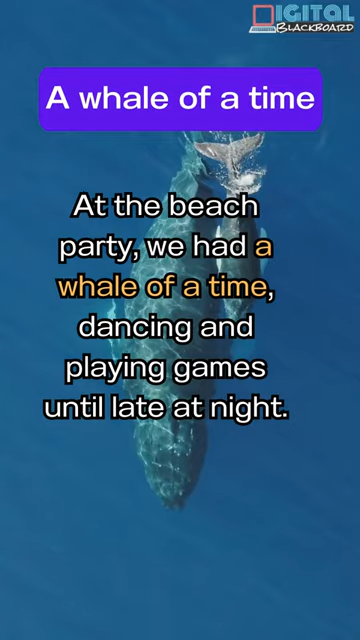 DIGITAL
BLACKBOARD
A whale of a time
At the beach
party, we had a
whale of a time,
dancing and
playing games
until late at night.